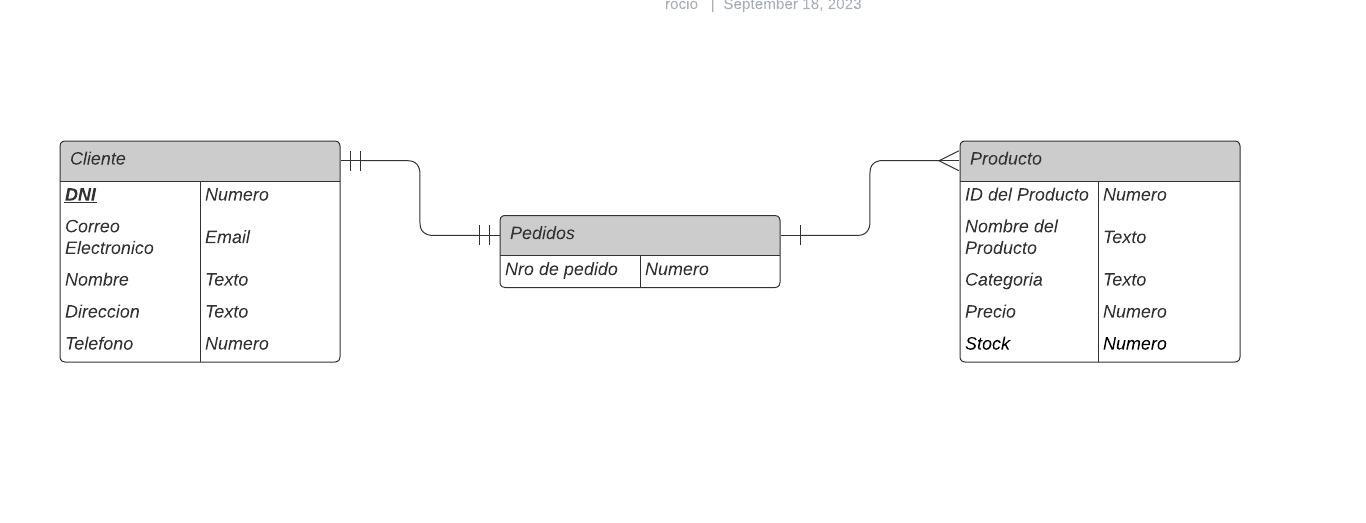 rocio | September 18, 2023
Cliente
DNI Numero
Correo
Electronico Email
Nombre Texto
Direccion Texto
Telefono Numero
Pedidos
Nro de pedido Numero
Producto
ID del Producto Numero
Nombre del
Producto Texto
Categoria Texto
Precio Numero
Stock Numero